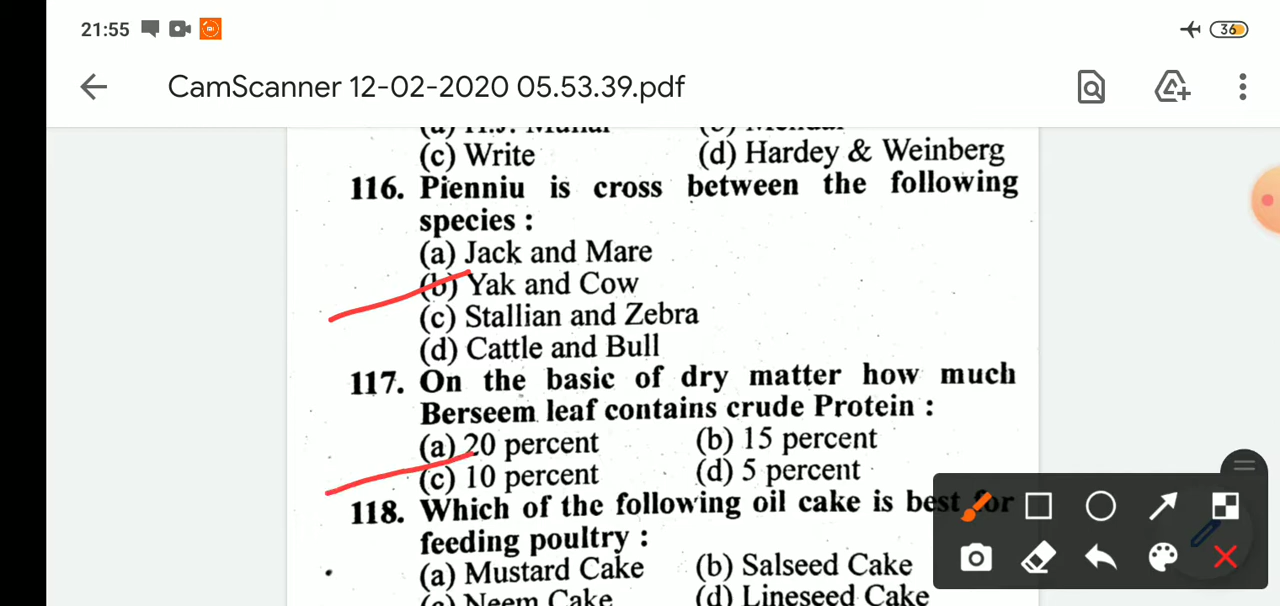 21:55
36
CamScanner 12-02-2020 05.53.39.pdf
(c) Write (d) Hardey & Weinberg
116. Pienniu is cross between the following
species :
(a) Jack and Mare
(b) Yak and Cow
(c) Stallian and Zebra
(d) Cattle and Bull
117. On the basic of dry matter how much
Berseem leaf contains crude Protein :
(a) 20 percent (b) 15 percent
(c) 10 percent (d) 5 percent
118. Which of the following oil cake is best for
feeding poultry :
(a) Mustard Cake (b) Salseed Cake
(c) Neem Cake (d) Lineseed Cake